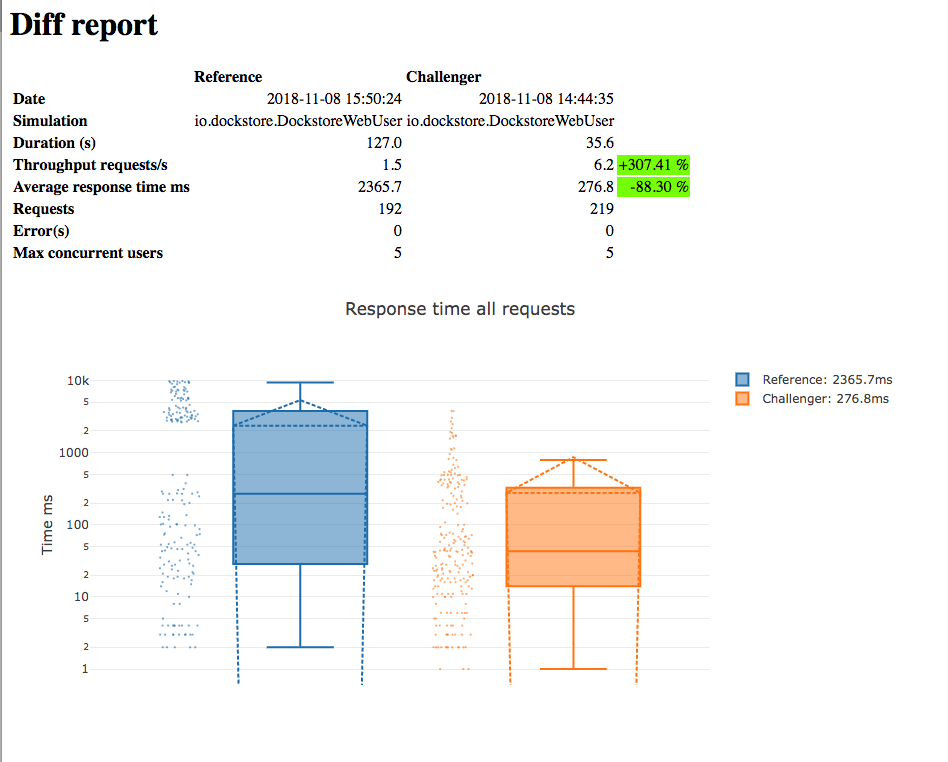 Diff report
Reference Challenger
Date 2018-11-08 15:50:24 2018-11-08 14:44:35
Simulation io.dockstore.DockstoreWebUser io.dockstore.DockstoreWebUser
Duration (s) 127.0 35.6
Throughput requests/s 1.5 6.2 +307.41 %
Average response time ms 2365.7 276.8 -88.30 %
Requests 192 219
Error(s) 0 0
Max concurrent users 5 5
Response time all requests
10k
5
2
1000
5
2
100
5
2
10
5
2
1
Time ms
Reference: 2365.7ms
Challenger: 276.8ms